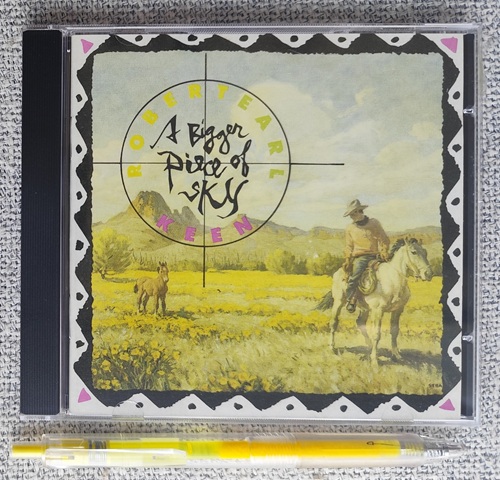 ROBERT EARL
KEEN
A Bigger
Piece of
sky